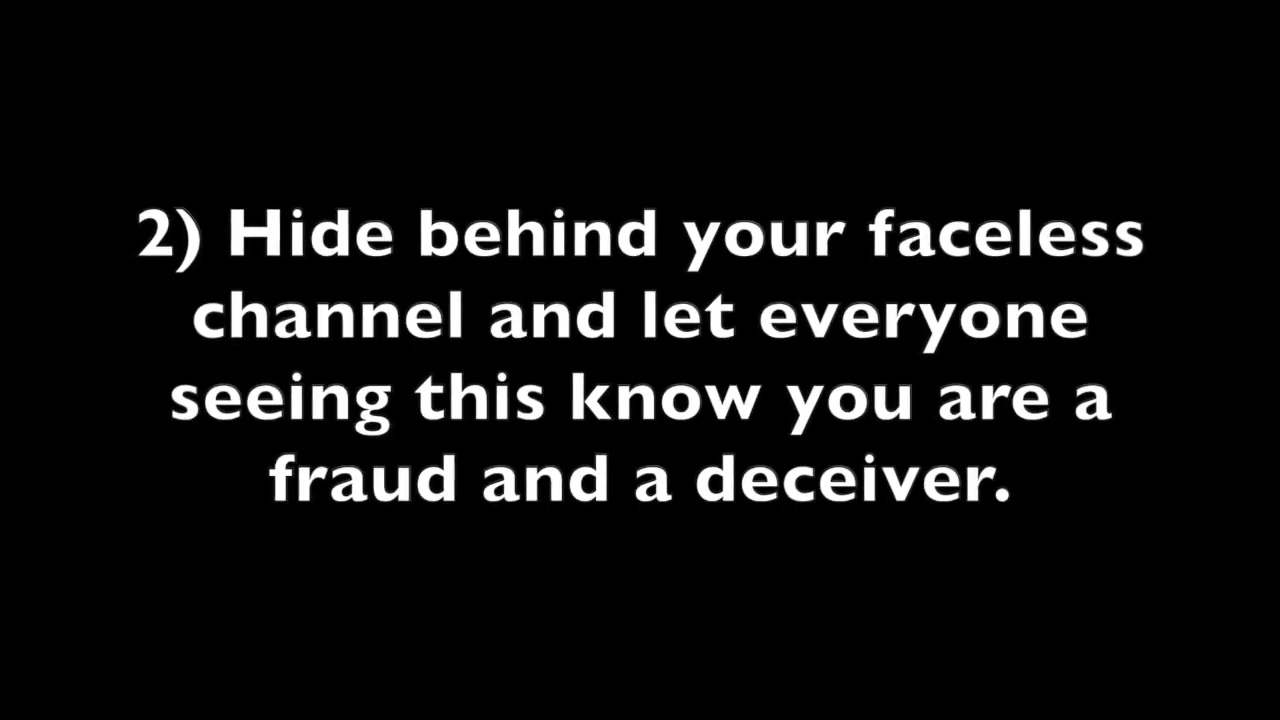 2) Hide behind your faceless
channel and let everyone
seeing this know you are a
fraud and a deceiver.